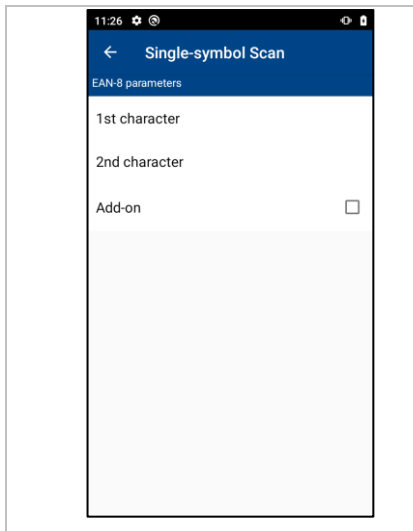 11:26
Single-symbol Scan
EAN-8 parameters
1st character
2nd character
Add-on